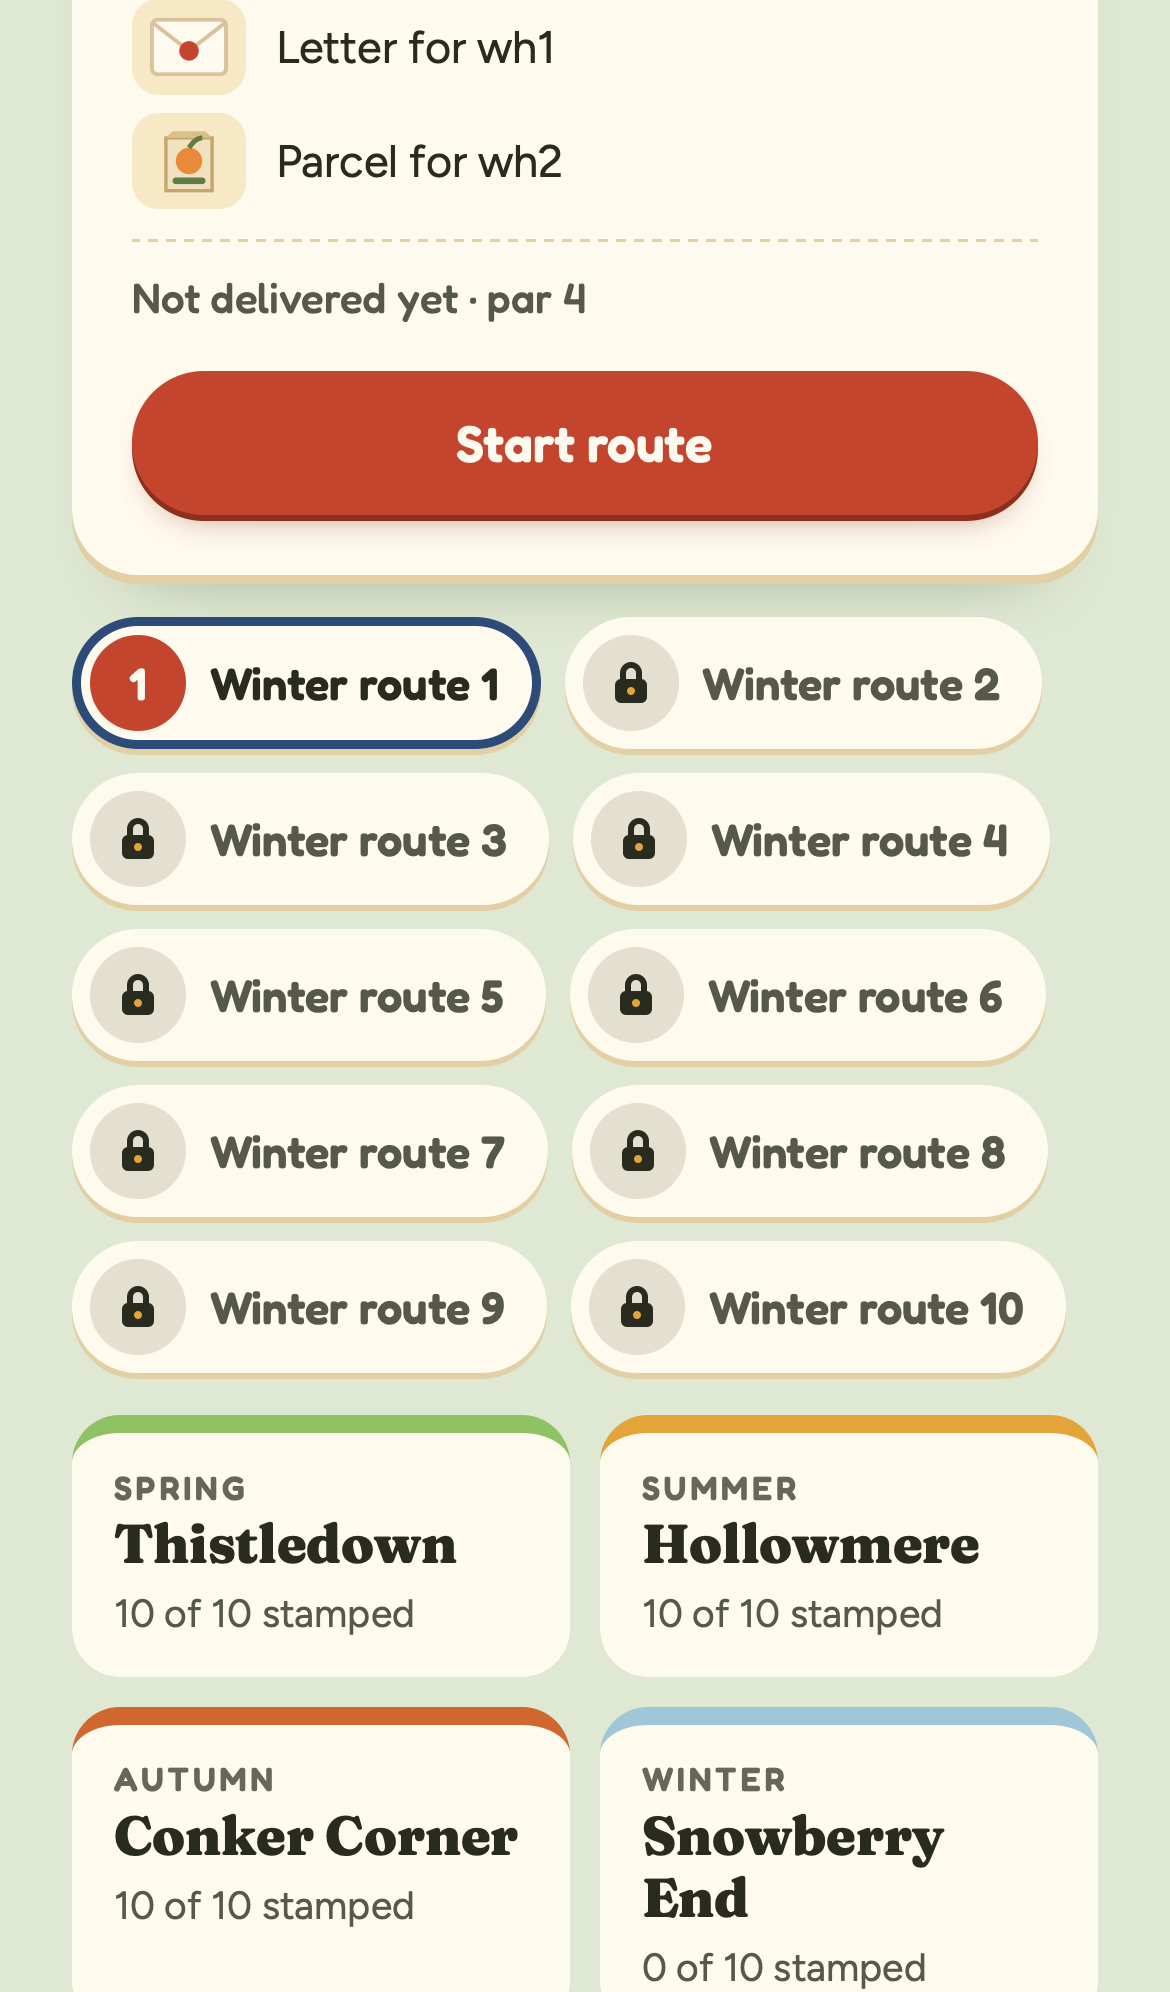 Letter for wh1
Parcel for wh2
Not delivered yet · par 4
Start route
1 Winter route 1
Winter route 2
Winter route 3
Winter route 4
Winter route 5
Winter route 6
Winter route 7
Winter route 8
Winter route 9
Winter route 10
SPRING
Thistledown
10 of 10 stamped
SUMMER
Hollowmere
10 of 10 stamped
AUTUMN
Conker Corner
10 of 10 stamped
WINTER
Snowberry
End
0 of 10 stamped